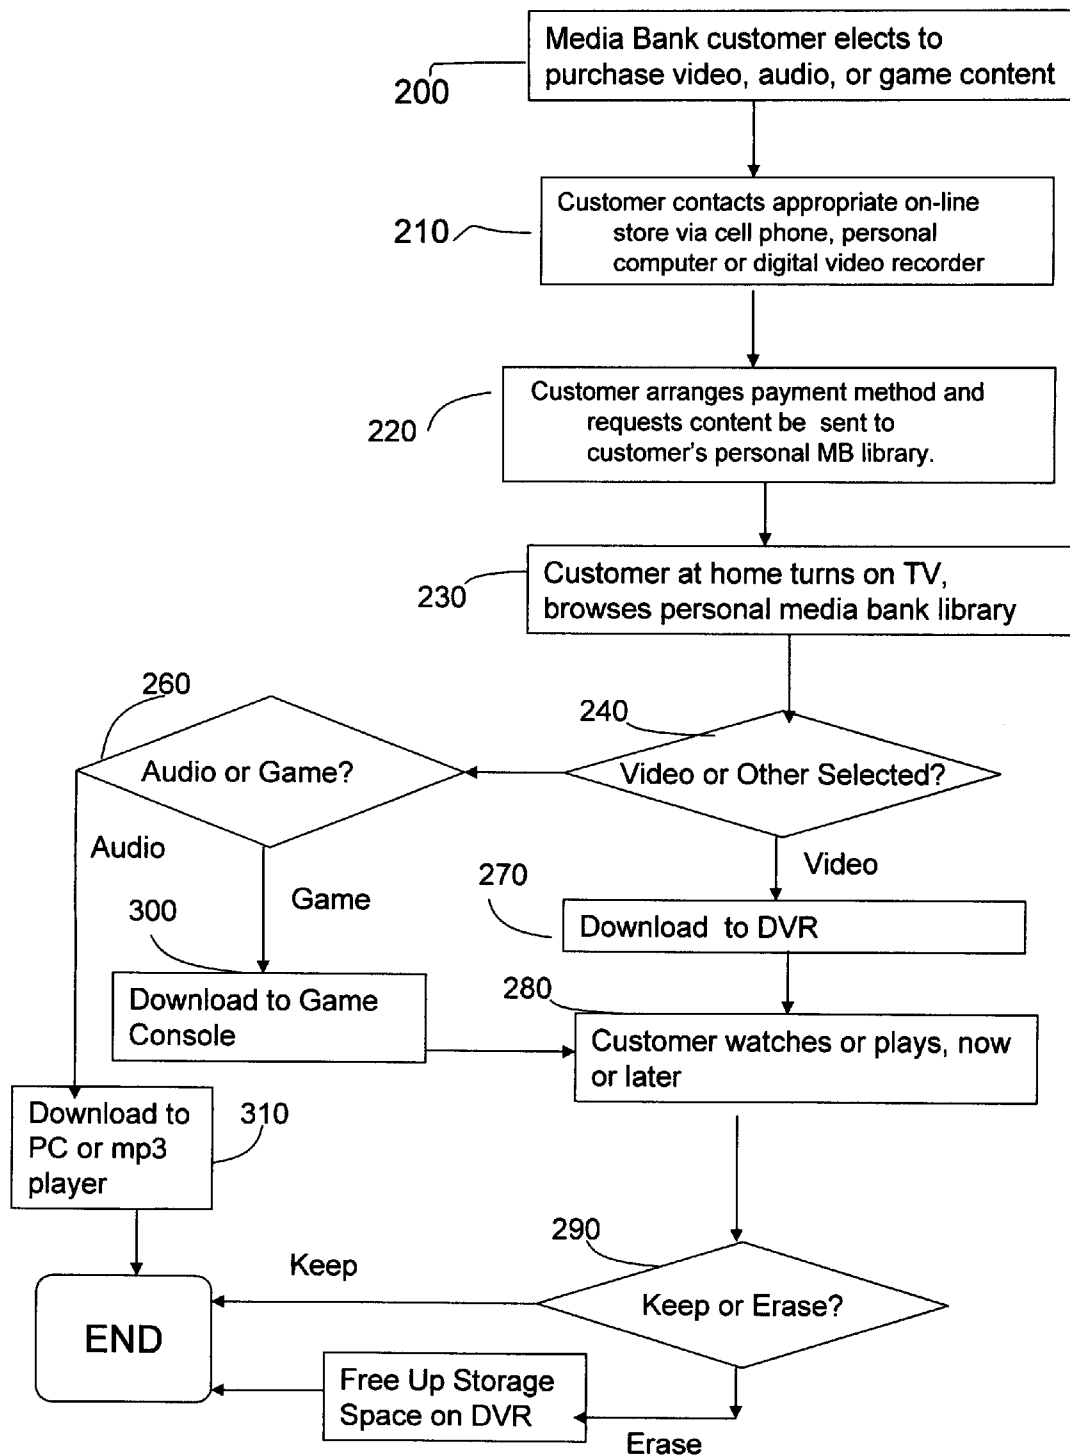 Media Bank customer elects to
purchase video, audio, or game content
200
Customer contacts appropriate on-line
store via cell phone, personal
computer or digital video recorder
210
Customer arranges payment method and
requests content be  sent to
customer's personal MB library.
220
Customer at home turns on TV,
browses personal media bank library
230
260
240
Audio or Game?
Video or Other Selected?
Audio
Video
Game
270
300
Download  to DVR
280
Download to Game
Console
Customer watches or plays, now
or later
Download to
PC or mp3
player
310
290
Keep
Keep or Erase?
END
Free Up Storage
Space on DVR
Erase